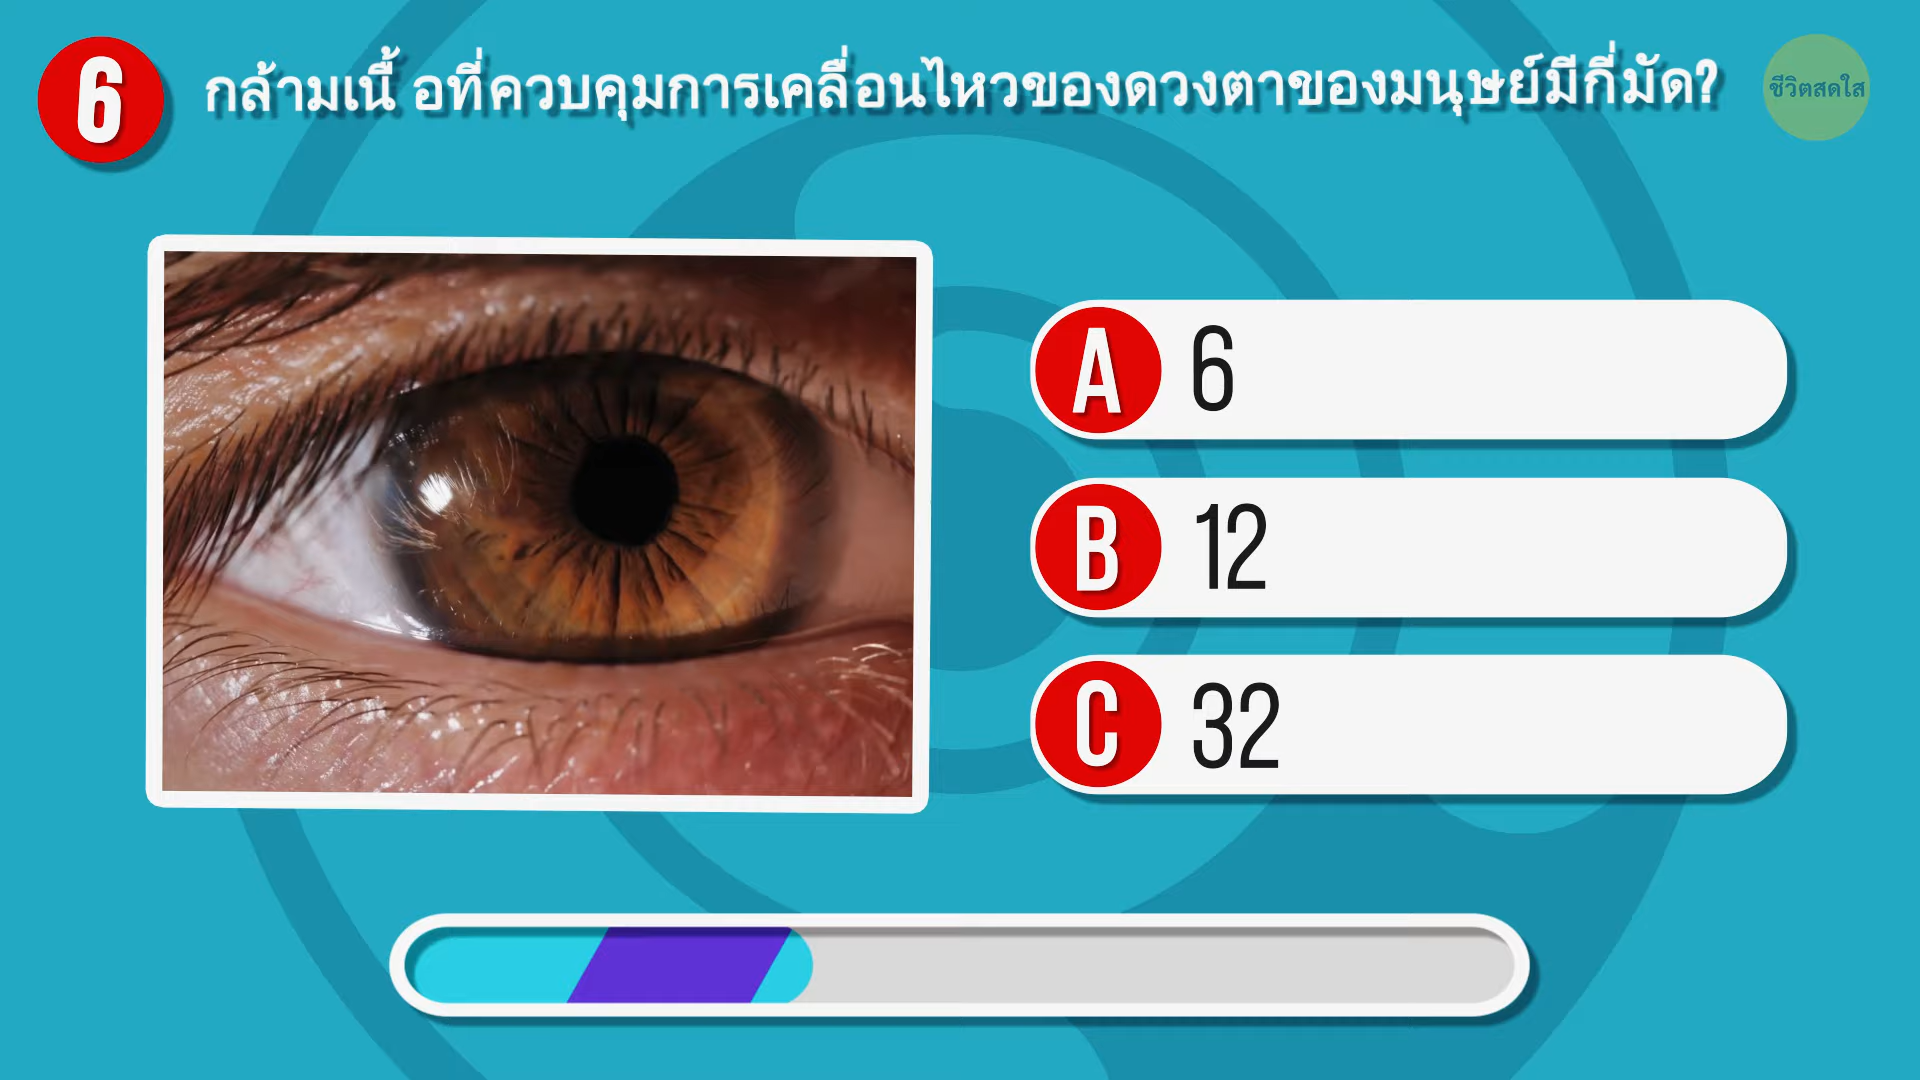 6
กล้ามเนื้ อที่ควบคุมการเคลื่อนไหวของดวงตาของมนุษย์มีกี่มัด?
ชีวิตสดใส
A 6
B 12
C 32